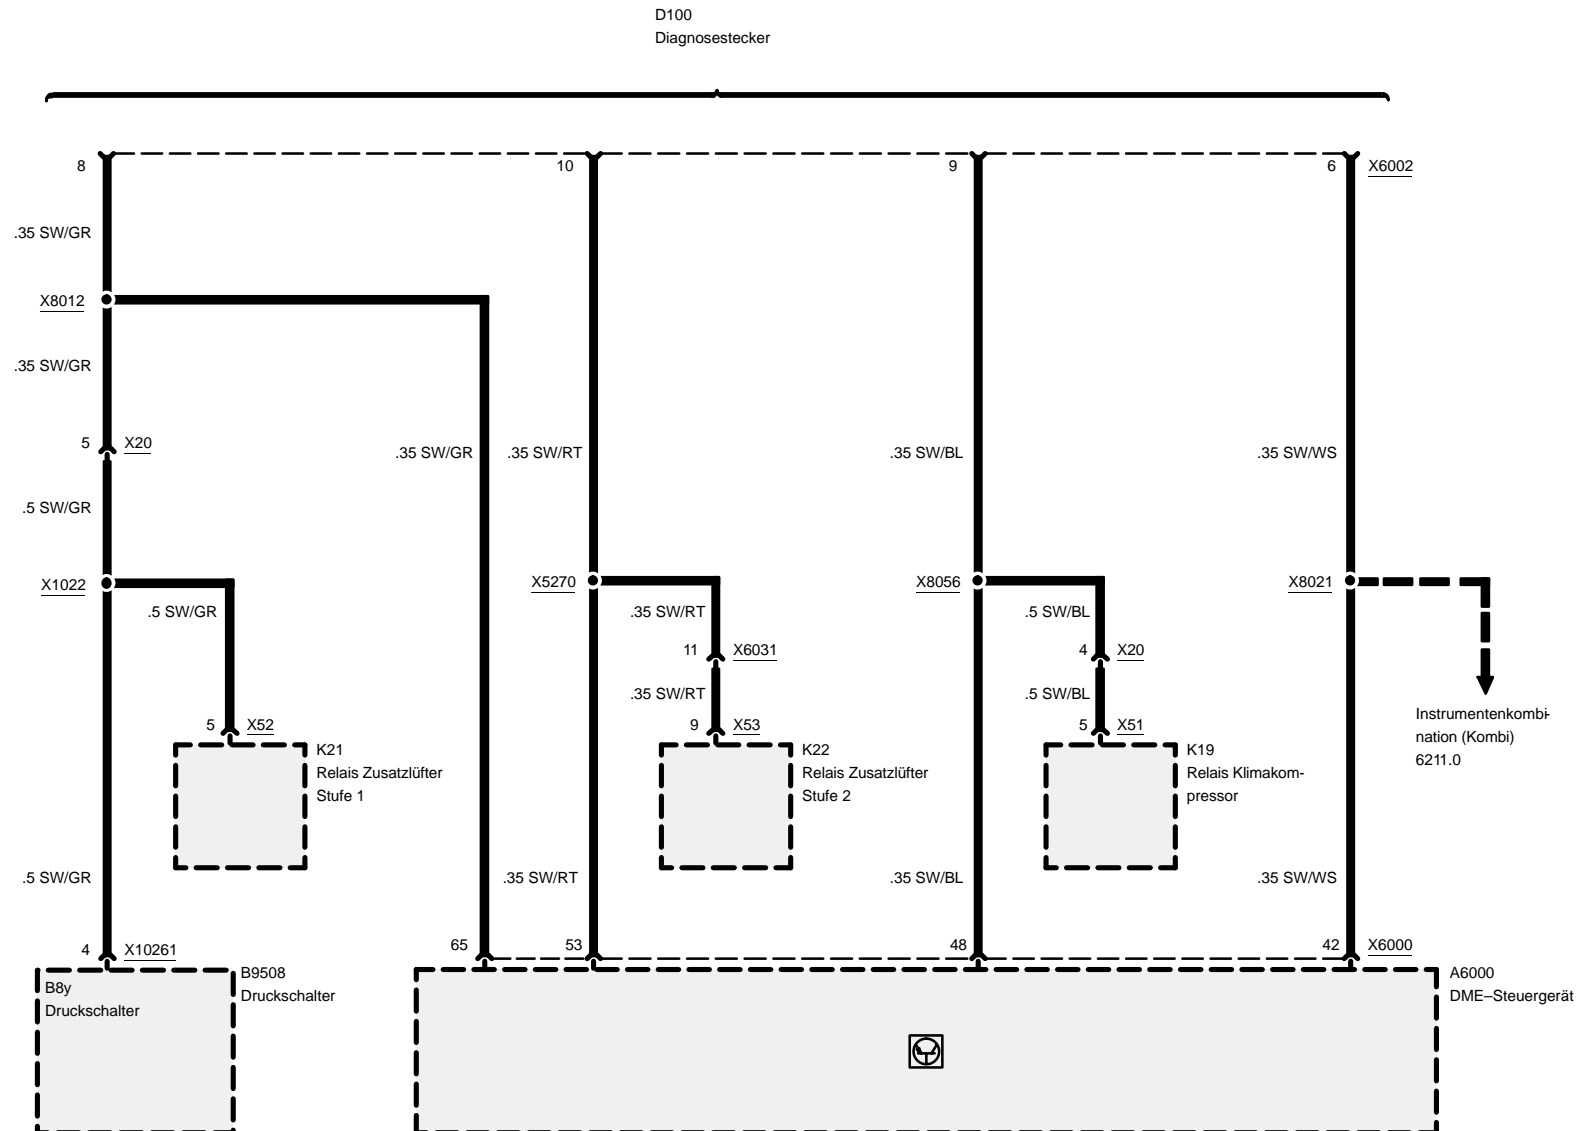 D100
Diagnosestecker
8
10
9
6
X6002
.35 SW/GR
X8012
.35 SW/GR
5
X20
.35 SW/GR
.35 SW/RT
.35 SW/BL
.35 SW/WS
.5 SW/GR
X1022
X5270
X8056
X8021
.5 SW/GR
.35 SW/RT
.5 SW/BL
11
X6031
4
X20
.35 SW/RT
.5 SW/BL
5
X52
9
X53
5
X51
K21
Relais Zusatzlüfter
Stufe 1
K22
Relais Zusatzlüfter
Stufe 2
K19
Relais Klimakom-
pressor
Instrumentenkombi-
nation (Kombi)
6211.0
.5 SW/GR
.35 SW/RT
.35 SW/BL
.35 SW/WS
4
X10261
65
53
48
42
X6000
B8y
Druckschalter
B9508
Druckschalter
A6000
DME–Steuergerät